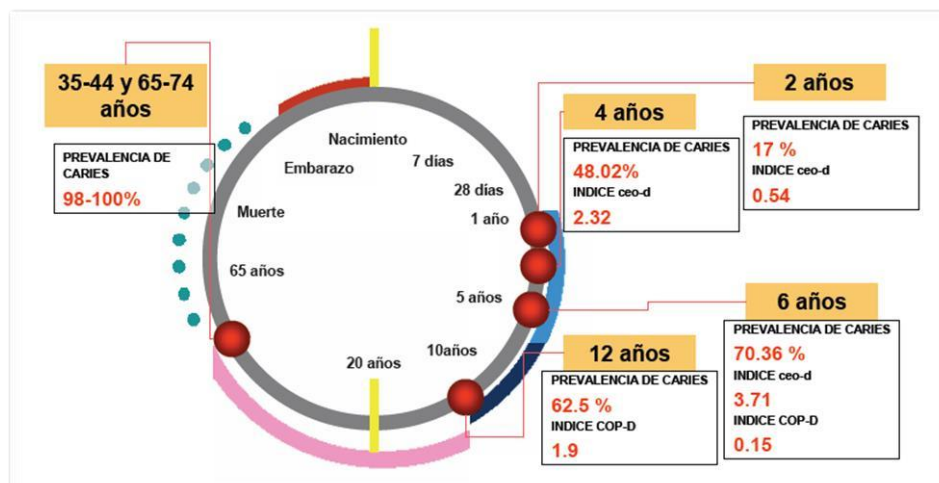 35-44 y 65-74
años
PREVALENCIA DE
CARIES
98-100%
Nacimiento
Embarazo
7 días
28 días
1 año
Muerte
65 años
5 años
10años
20 años
4 años
PREVALENCIA DE CARIES
48.02%
INDICE ceo-d
2.32
2 años
PREVALENCIA DE CARIES
17 %
INDICE ceo-d
0.54
6 años
PREVALENCIA DE CARIES
70.36 %
INDICE ceo-d
3.71
INDICE COP-D
0.15
12 años
PREVALENCIA DE CARIES
62.5 %
INDICE COP-D
1.9